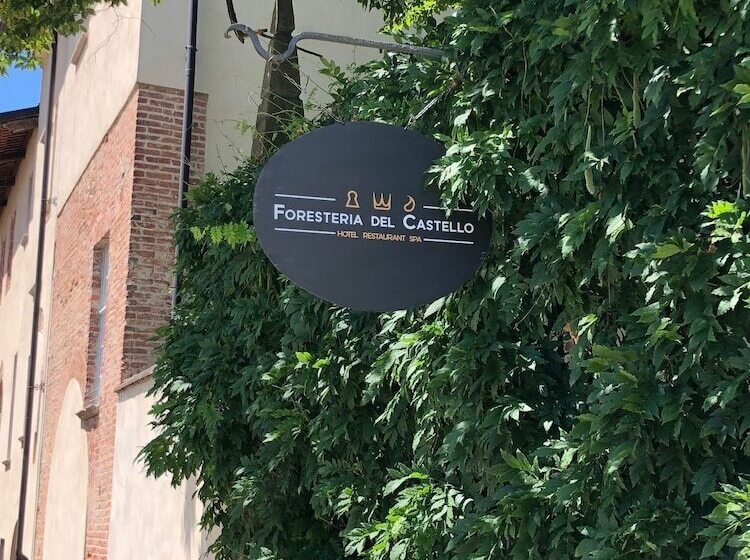 Foresteria del Castello
Hotel Restaurant Spa